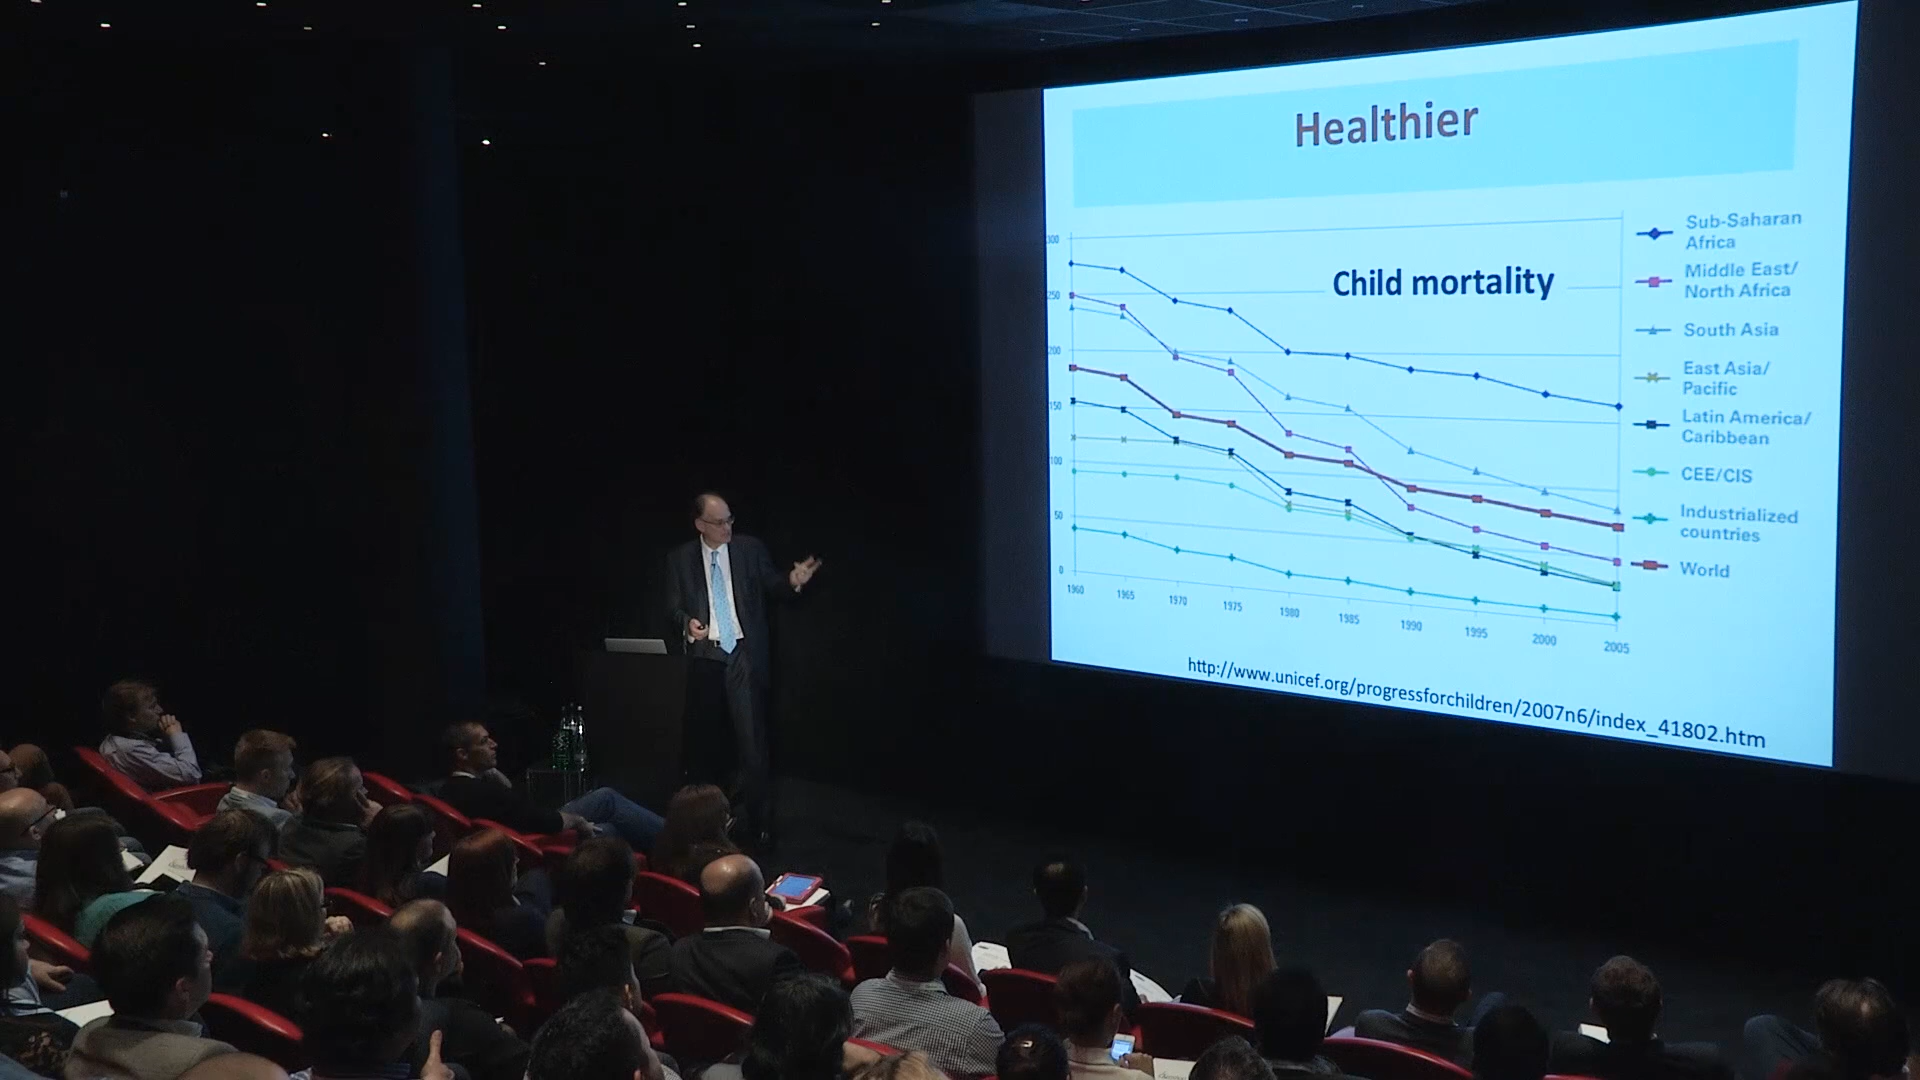 Healthier
Child mortality
300
250
200
150
100
50
0
1960
1965
1970
1975
1980
1985
1990
1995
2000
2005
Sub-Saharan
Africa
Middle East/
North Africa
South Asia
East Asia/
Pacific
Latin America/
Caribbean
CEE/CIS
Industrialized
countries
World
http://www.unicef.org/progressforchildren/2007n6/index_41802.htm